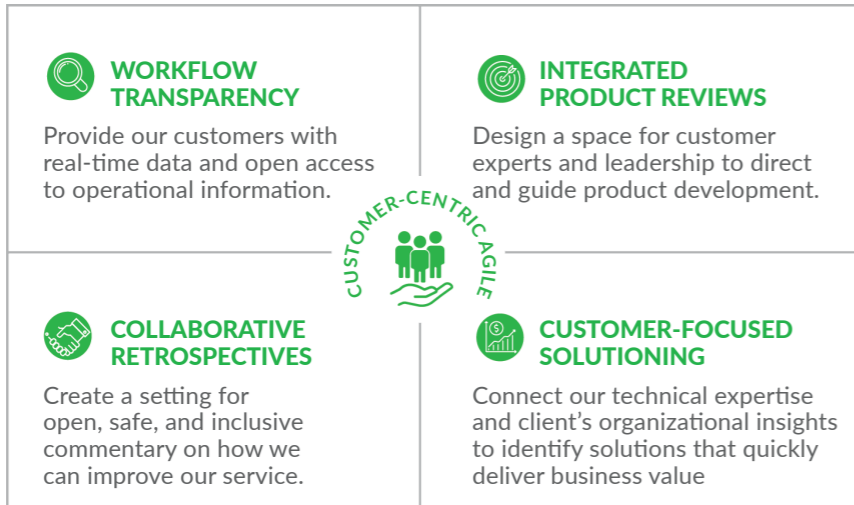 WORKFLOW
TRANSPARENCY
Provide our customers with
real-time data and open access
to operational information.
INTEGRATED
PRODUCT REVIEWS
Design a space for customer
experts and leadership to direct
and guide product development.
CUSTOMER-CENTRIC AGILE
COLLABORATIVE
RETROSPECTIVES
Create a setting for
open, safe, and inclusive
commentary on how we
can improve our service.
$
CUSTOMER-FOCUSED
SOLUTIONING
Connect our technical expertise
and client’s organizational insights
to identify solutions that quickly
deliver business value